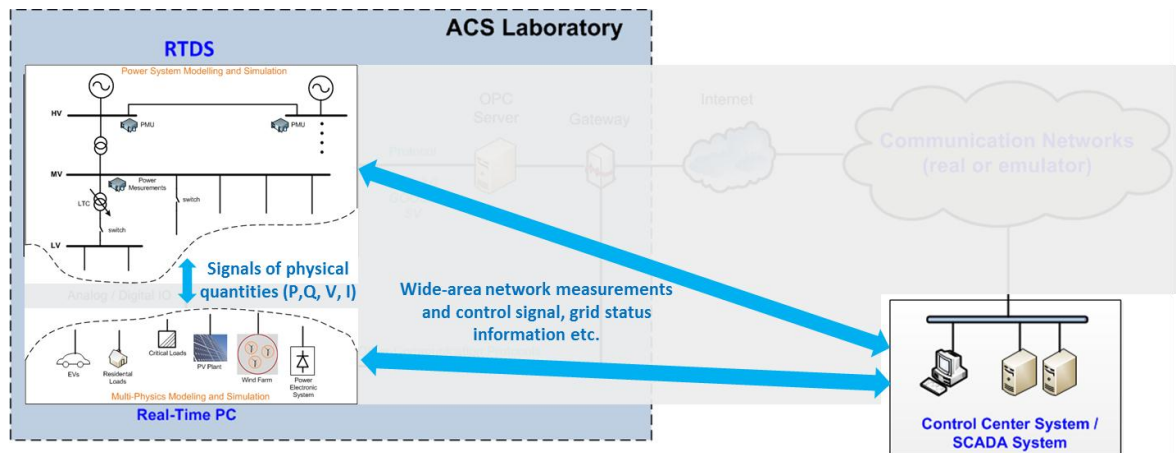 ACS Laboratory
RTDS
Power System Modelling and Simulation
HV
PMU
PMU
OPC
Server
Gateway
Internet
Communication Networks
(real or emulator)
MV
Power
Mesurements
LTC
switch
switch
LV
Signals of physical
quantities (P,Q, V, I)
Analog / Digital IO
Wide-area network measurements
and control signal, grid status
information etc.
EVs
Residental
Loads
Critical Loads
PV Plant
Wind Farm
Power
Electronic
System
Multi-Physics Modeling and Simulation
Real-Time PC
Control Center System /
SCADA System